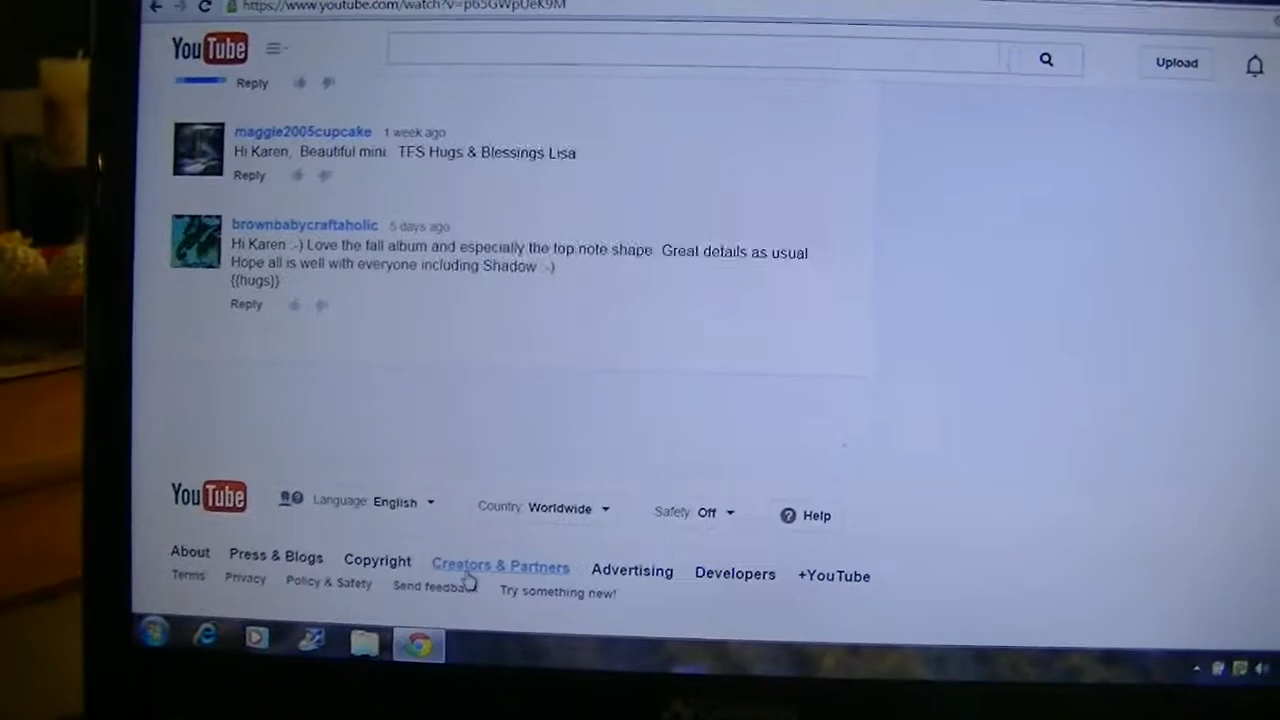 https://www.youtube.com/watch?v=p65GWpUeK9M
YouTube
Upload
Reply
maggie2005cupcake 1 week ago
Hi Karen, Beautiful mini. TFS Hugs & Blessings Lisa
Reply
brownbabycraftaholic 5 days ago
Hi Karen :-) Love the fall album and especially the top note shape. Great details as usual
Hope all is well with everyone including Shadow :-)
{{hugs}}
Reply
YouTube Language: English Country: Worldwide Safety: Off Help
About Press & Blogs Copyright Creators & Partners Advertising Developers +YouTube
Terms Privacy Policy & Safety Send feedback Try something new!